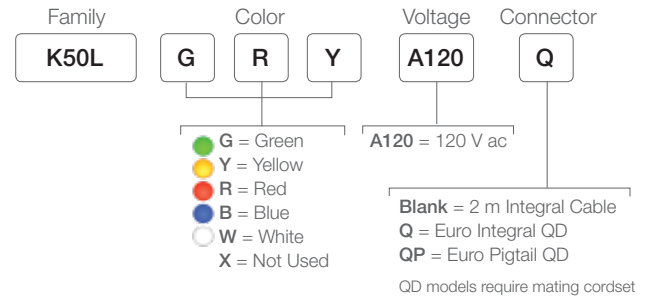 Family Color Voltage Connector
K50L G R Y A120 Q
G = Green
Y = Yellow
R = Red
B = Blue
W = White
X = Not Used
A120 = 120 V ac
Blank = 2 m Integral Cable
Q = Euro Integral QD
QP = Euro Pigtail QD
QD models require mating cordset